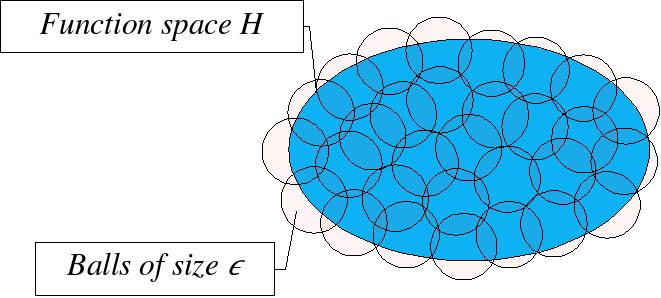 Function space H
Balls of size ϵ